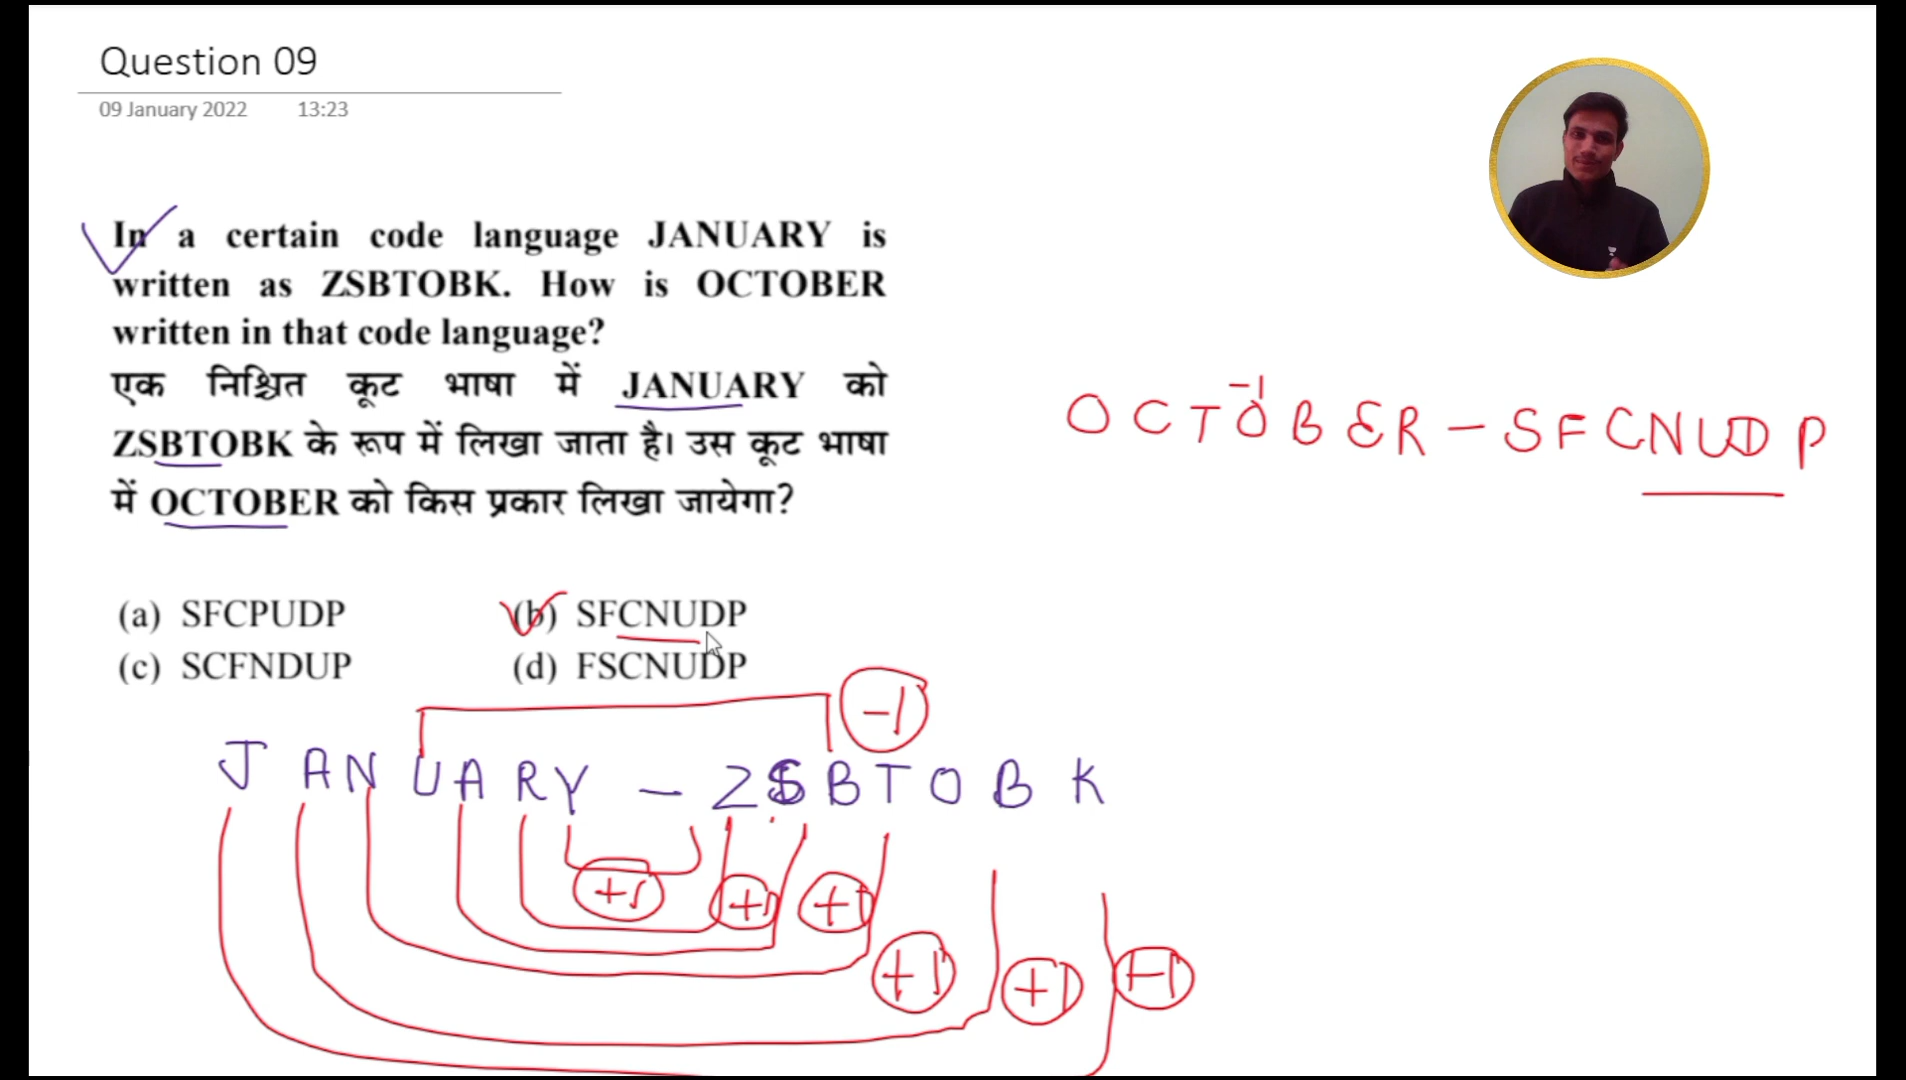 Question 09
09 January 2022 13:23
In a certain code language JANUARY is
written as ZSBTOBK. How is OCTOBER
written in that code language?
एक निश्चित कूट भाषा में JANUARY को
ZSBTOBK के रूप में लिखा जाता है। उस कूट भाषा
में OCTOBER को किस प्रकार लिखा जायेगा?
-1
OCTOBER - SFCNUDP
(a) SFCPUDP (b) SFCNUDP
(c) SCFNDUP (d) FSCNUDP
-1
JANUARY - ZSBTOBK
+1 +1 +1
+1 +1 +1